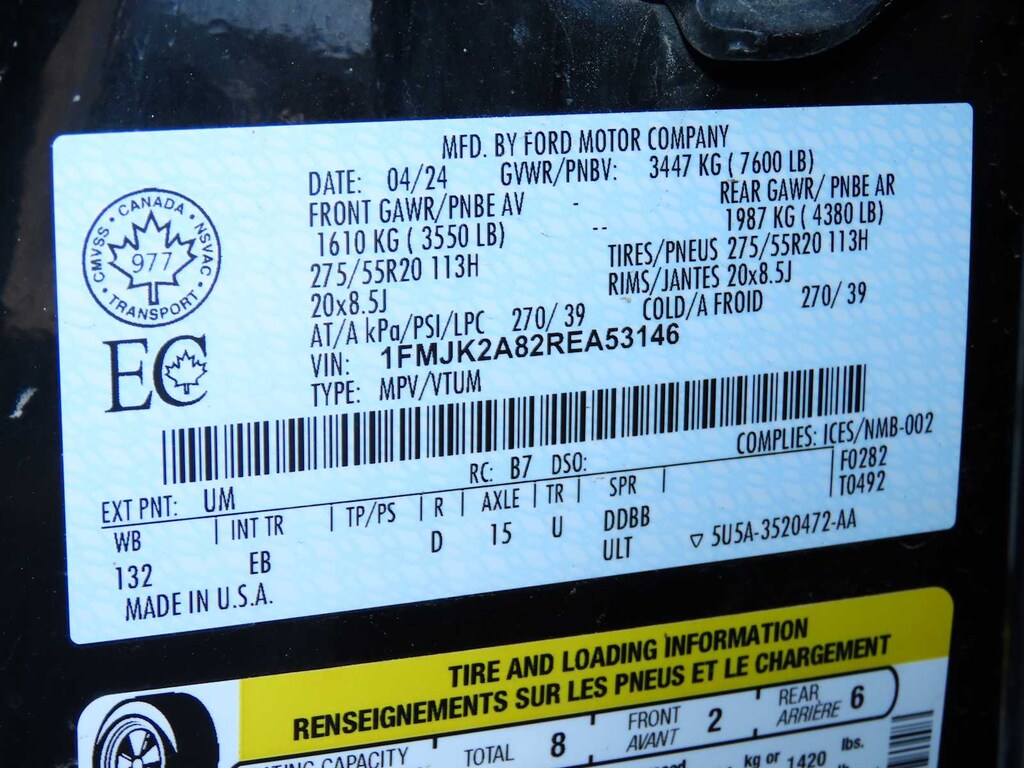 MFD. BY FORD MOTOR COMPANY
DATE: 04/24 GVWR/PNBV: 3447 KG ( 7600 LB)
FRONT GAWR/PNBE AV - REAR GAWR/ PNBE AR
1610 KG ( 3550 LB) -- 1987 KG ( 4380 LB)
275/55R20 113H TIRES/PNEUS 275/55R20 113H
20x8.5J RIMS/JANTES 20x8.5J
AT/A kPa/PSI/LPC 270/ 39 COLD/A FROID 270/ 39
VIN: 1FMJK2A82REA53146
TYPE: MPV/VTUM
CANADA
CMVSS
NSVAC
977
TRANSPORT
EC
COMPLIES: ICES/NMB-002
EXT PNT: UM RC: B7 DSO: F0282
WB INT TR TP/PS R AXLE TR SPR T0492
132 EB D 15 U DDBB
ULT 5U5A-3520472-AA
MADE IN U.S.A.
TIRE AND LOADING INFORMATION
RENSEIGNEMENTS SUR LES PNEUS ET LE CHARGEMENT
CAPACITY TOTAL 8 FRONT 2 REAR 6
AVANT ARRIÈRE
kg or 1420 lbs.